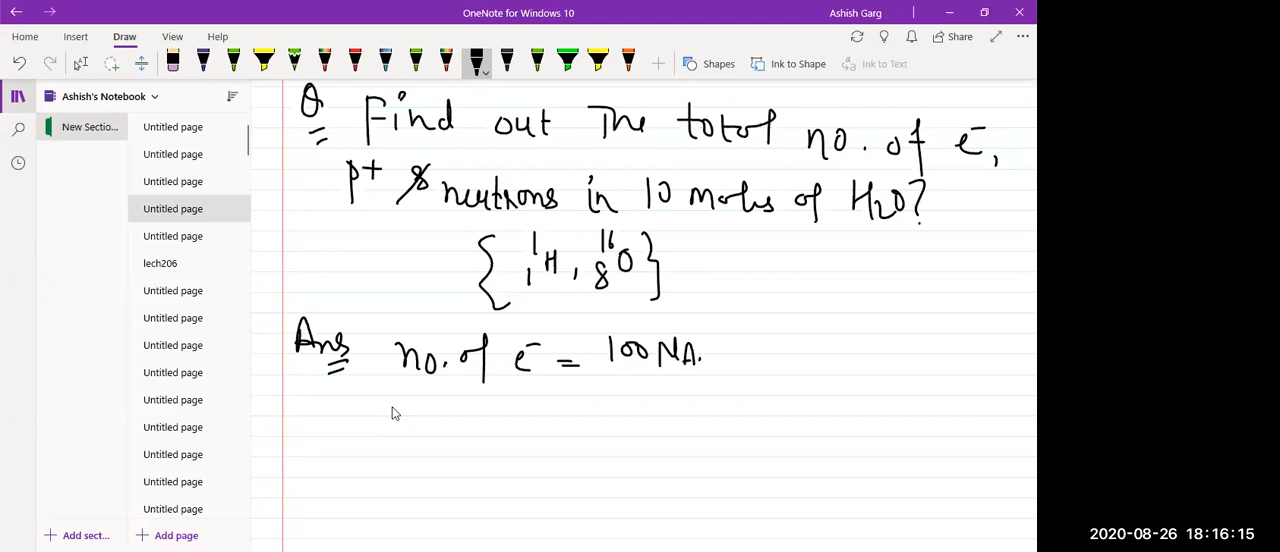 OneNote for Windows 10
Ashish Garg
Home Insert Draw View Help
Share
Shapes
Ink to Shape
Ink to Text
Ashish's Notebook
New Sectio...
Untitled page
Untitled page
Untitled page
Untitled page
Untitled page
lech206
Untitled page
Untitled page
Untitled page
Untitled page
Untitled page
Untitled page
Untitled page
Untitled page
Untitled page
Add sect...
Add page
Q Find out The total no. of e⁻,
p+ & neutrons in 10 moles of H2O?
{ ¹₁H, ¹⁶₈O }
Ans no. of e⁻ = 100 NA.
2020-08-26 18:16:15